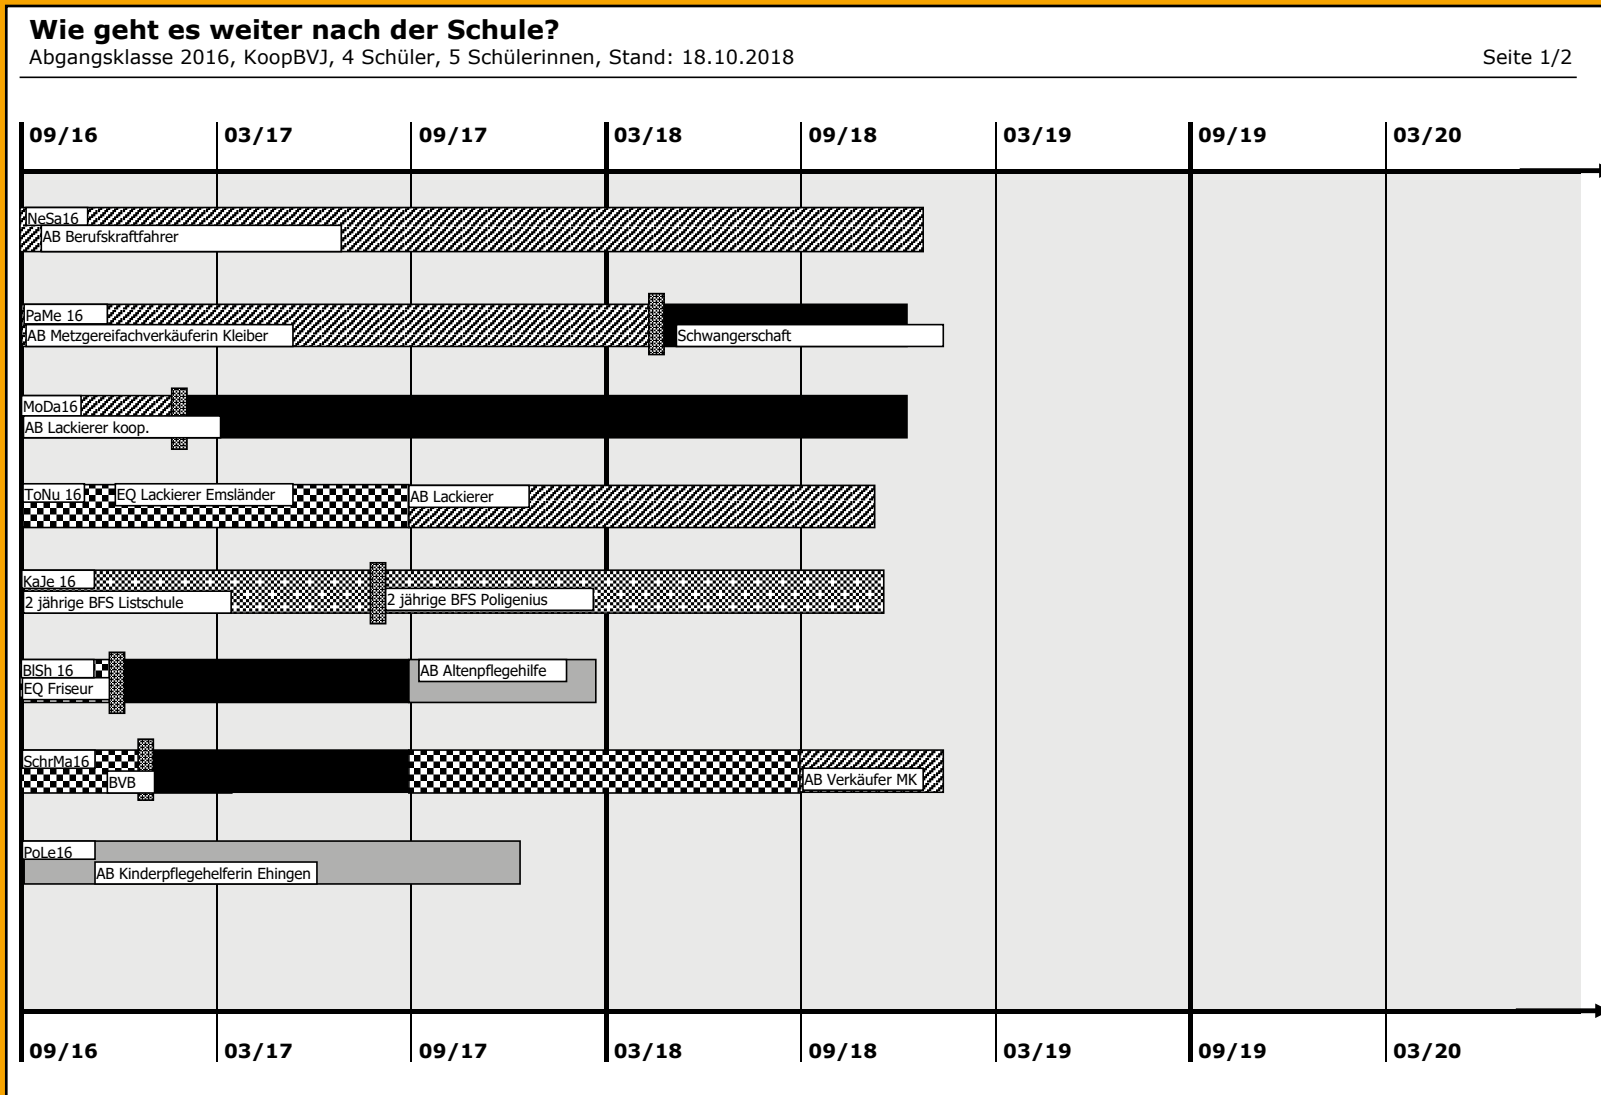 Wie geht es weiter nach der Schule?
Abgangsklasse 2016, KoopBVJ, 4 Schüler, 5 Schülerinnen, Stand: 18.10.2018
Seite 1/2
09/16 03/17 09/17 03/18 09/18 03/19 09/19 03/20
NeSa16
AB Berufskraftfahrer
PaMe 16
AB Metzgereifachverkäuferin Kleiber
Schwangerschaft
MoDa16
AB Lackierer koop.
ToNu 16
EQ Lackierer Emsländer
AB Lackierer
KaJe 16
2 jährige BFS Listschule
2 jährige BFS Poligenius
BlSh 16
EQ Friseur
AB Altenpflegehilfe
SchrMa16
BVB
AB Verkäufer MK
PoLe16
AB Kinderpflegehelferin Ehingen
09/16 03/17 09/17 03/18 09/18 03/19 09/19 03/20